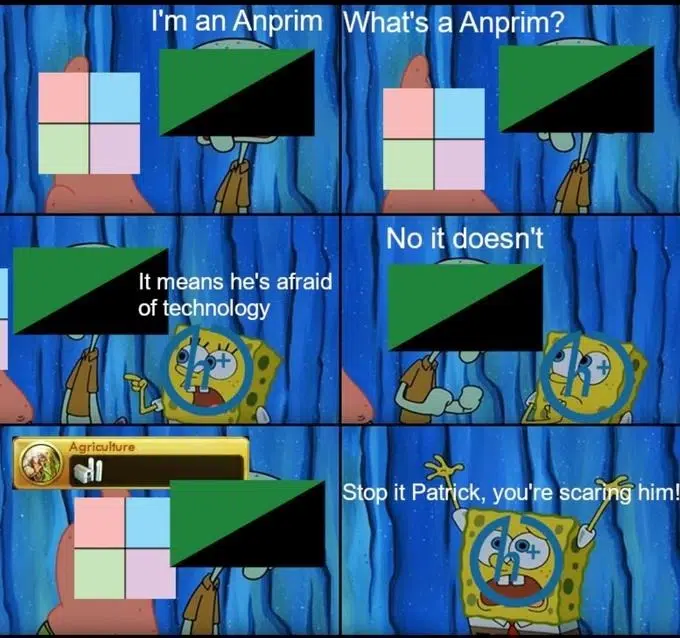 I'm an Anprim
What's a Anprim?
It means he's afraid
of technology
h+
No it doesn't
h+
Agriculture
Stop it Patrick, you're scaring him!
h+